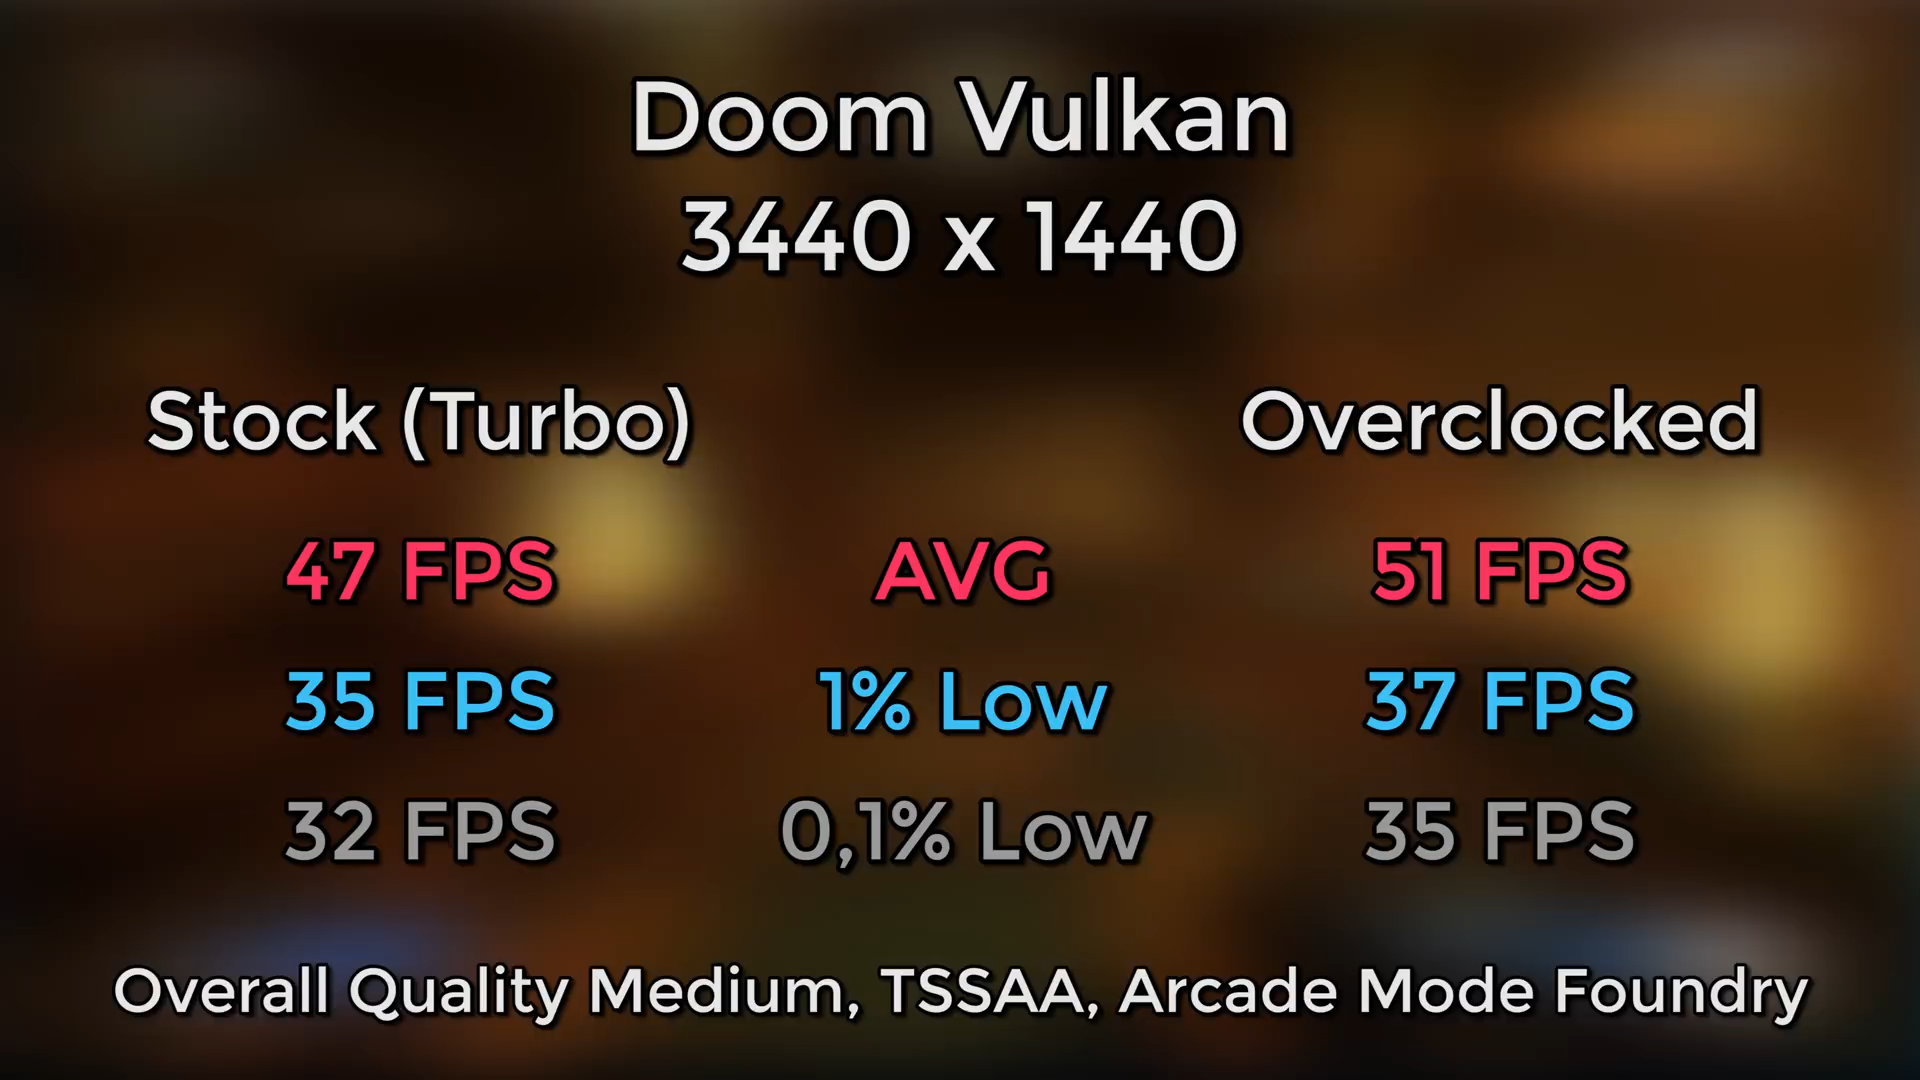 Doom Vulkan
3440 x 1440
Stock (Turbo) Overclocked
47 FPS AVG 51 FPS
35 FPS 1% Low 37 FPS
32 FPS 0,1% Low 35 FPS
Overall Quality Medium, TSSAA, Arcade Mode Foundry